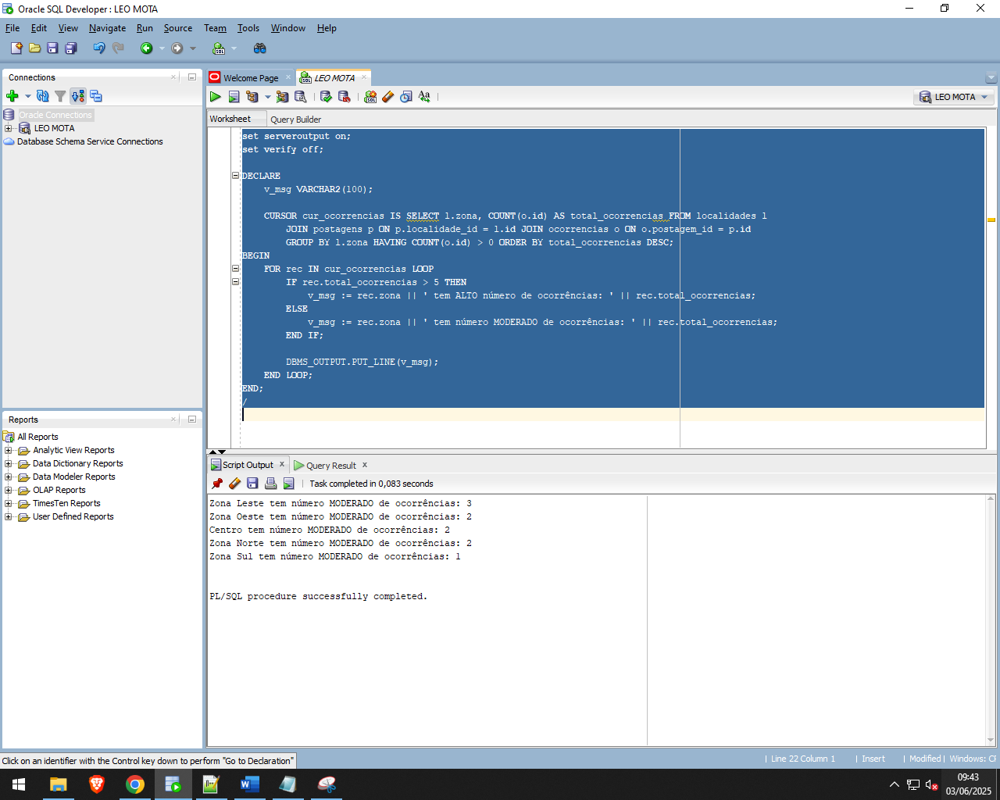 Oracle SQL Developer : LEO MOTA
File Edit View Navigate Run Source Team Tools Window Help
Connections
Oracle Connections
LEO MOTA
Database Schema Service Connections
Reports
All Reports
Analytic View Reports
Data Dictionary Reports
Data Modeler Reports
OLAP Reports
TimesTen Reports
User Defined Reports
Welcome Page
LEO MOTA
LEO MOTA
Worksheet Query Builder
set serveroutput on;
set verify off;
DECLARE
v_msg VARCHAR2(100);
CURSOR cur_ocorrencias IS SELECT l.zona, COUNT(o.id) AS total_ocorrencias FROM localidades l
JOIN postagens p ON p.localidade_id = l.id JOIN ocorrencias o ON o.postagem_id = p.id
GROUP BY l.zona HAVING COUNT(o.id) > 0 ORDER BY total_ocorrencias DESC;
BEGIN
FOR rec IN cur_ocorrencias LOOP
IF rec.total_ocorrencias > 5 THEN
v_msg := rec.zona || ' tem ALTO número de ocorrências: ' || rec.total_ocorrencias;
ELSE
v_msg := rec.zona || ' tem número MODERADO de ocorrências: ' || rec.total_ocorrencias;
END IF;
DBMS_OUTPUT.PUT_LINE(v_msg);
END LOOP;
END;
/
Script Output x Query Result x
Task completed in 0,083 seconds
Zona Leste tem número MODERADO de ocorrências: 3
Zona Oeste tem número MODERADO de ocorrências: 2
Centro tem número MODERADO de ocorrências: 2
Zona Norte tem número MODERADO de ocorrências: 2
Zona Sul tem número MODERADO de ocorrências: 1
PL/SQL procedure successfully completed.
Click on an identifier with the Control key down to perform "Go to Declaration"
Line 22 Column 1 Insert Modified Windows: CF
09:43
03/06/2025